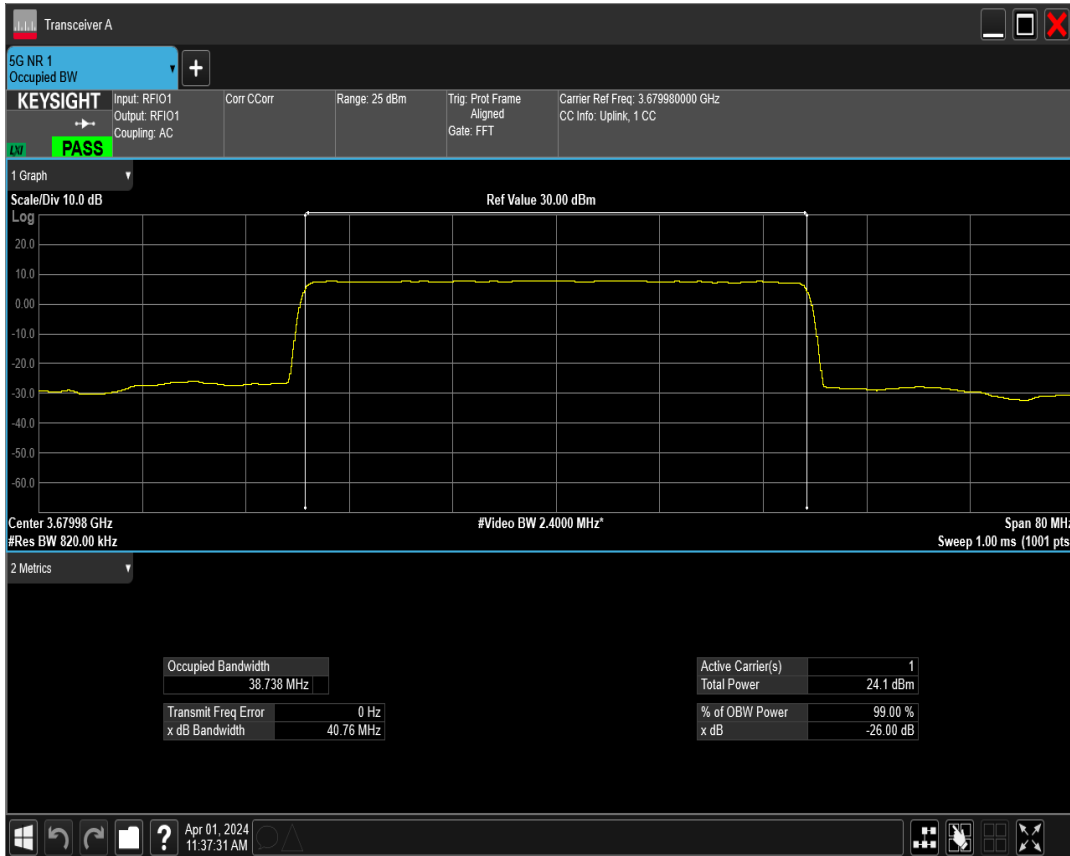 Transceiver A
5G NR 1
Occupied BW
KEYSIGHT
LXI
PASS
Input: RFIO1
Output: RFIO1
Coupling: AC
Corr CCorr
Range: 25 dBm
Trig: Prot Frame
Aligned
Gate: FFT
Carrier Ref Freq: 3.679980000 GHz
CC Info: Uplink, 1 CC
1 Graph
Scale/Div 10.0 dB
Ref Value 30.00 dBm
Log
20.0
10.0
0.00
-10.0
-20.0
-30.0
-40.0
-50.0
-60.0
Center 3.67998 GHz
#Video BW 2.4000 MHz*
Span 80 MHz
#Res BW 820.00 kHz
Sweep 1.00 ms (1001 pts
2 Metrics
Occupied Bandwidth
38.738 MHz
Transmit Freq Error 0 Hz
x dB Bandwidth 40.76 MHz
Active Carrier(s) 1
Total Power 24.1 dBm
% of OBW Power 99.00 %
x dB -26.00 dB
?
Apr 01, 2024
11:37:31 AM